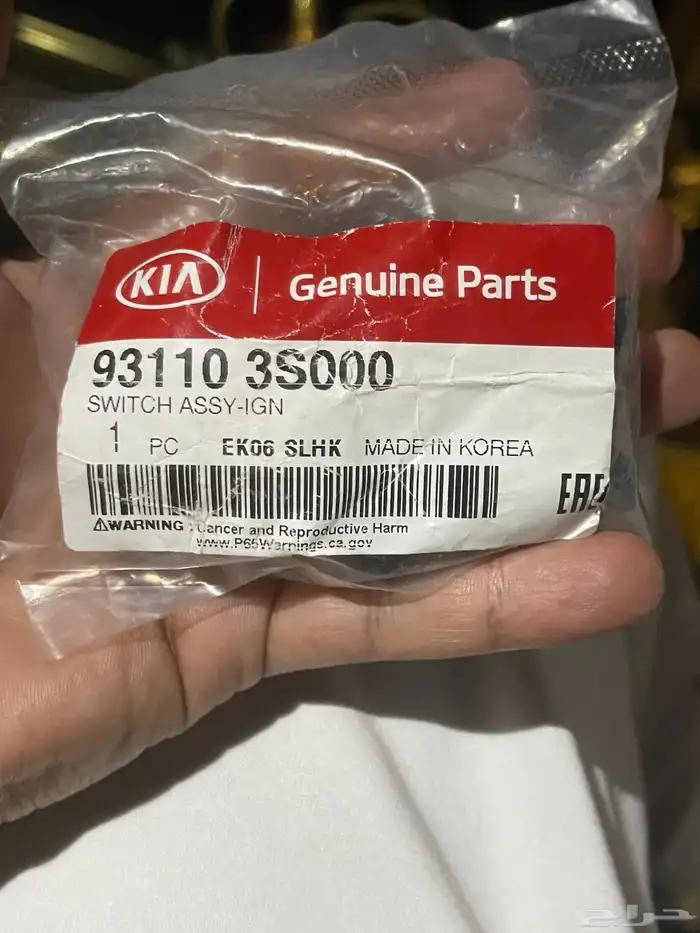 KIA Genuine Parts
93110 3S000
SWITCH ASSY-IGN
1 PC EK06 SLHK MADE IN KOREA
EAC
⚠WARNING : Cancer and Reproductive Harm
www.P65Warnings.ca.gov
حراج